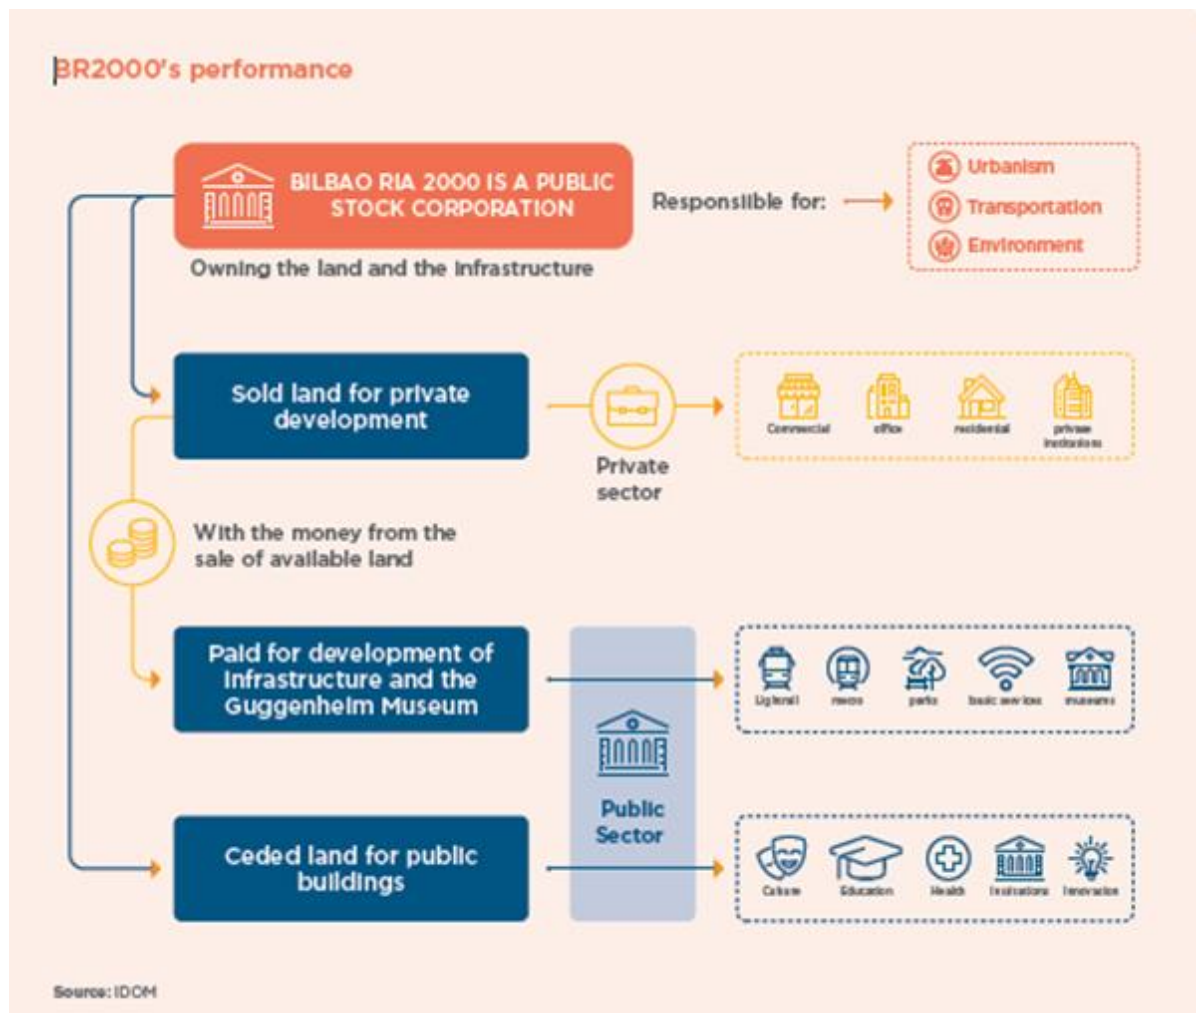 BR2000's performance
BILBAO RIA 2000 IS A PUBLIC
STOCK CORPORATION
Responsible for:
Urbanism
Transportation
Environment
Owning the land and the infrastructure
Sold land for private
development
Private
sector
Commercial
office
residential
private
institutions
With the money from the
sale of available land
Paid for development of
infrastructure and the
Guggenheim Museum
Public
Sector
Lightrail
metro
parks
basic services
museums
Ceded land for public
buildings
Culture
Education
Health
Institutions
Innovation
Source: IDOM